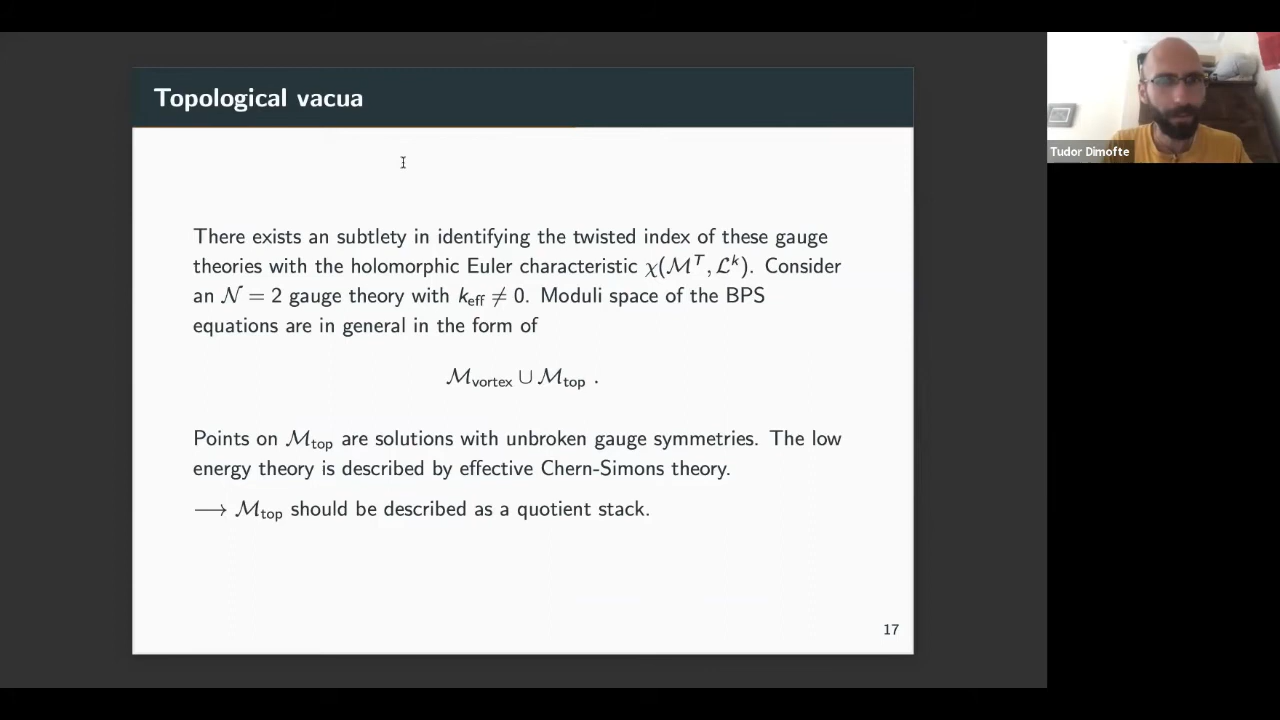 Topological vacua
There exists an subtlety in identifying the twisted index of these gauge
theories with the holomorphic Euler characteristic χ(𝓜ᵀ, 𝓛ᵏ). Consider
an 𝒩 = 2 gauge theory with k_eff ≠ 0. Moduli space of the BPS
equations are in general in the form of
𝓜_vortex ∪ 𝓜_top .
Points on 𝓜_top are solutions with unbroken gauge symmetries. The low
energy theory is described by effective Chern-Simons theory.
⟶ 𝓜_top should be described as a quotient stack.
17
Tudor Dimofte